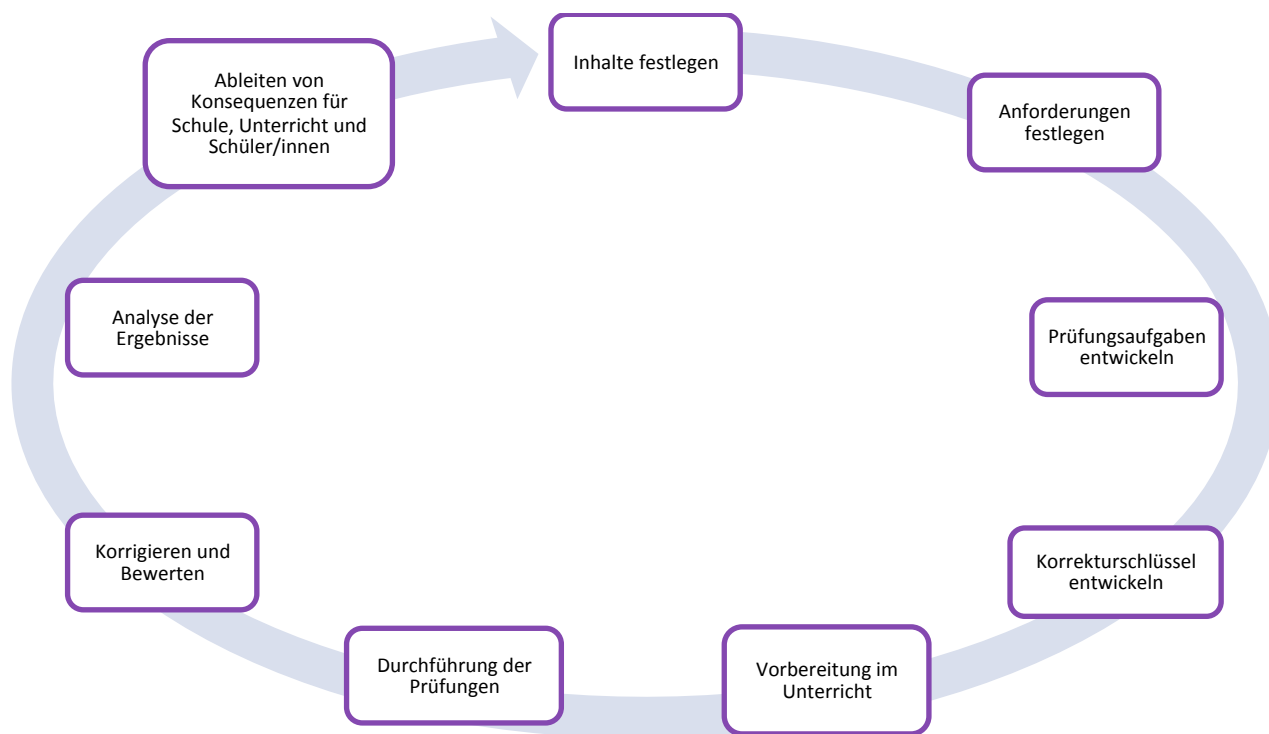 Inhalte festlegen
Anforderungen
festlegen
Prüfungsaufgaben
entwickeln
Korrekturschlüssel
entwickeln
Vorbereitung im
Unterricht
Durchführung der
Prüfungen
Korrigieren und
Bewerten
Analyse der
Ergebnisse
Ableiten von
Konsequenzen für
Schule, Unterricht und
Schüler/innen